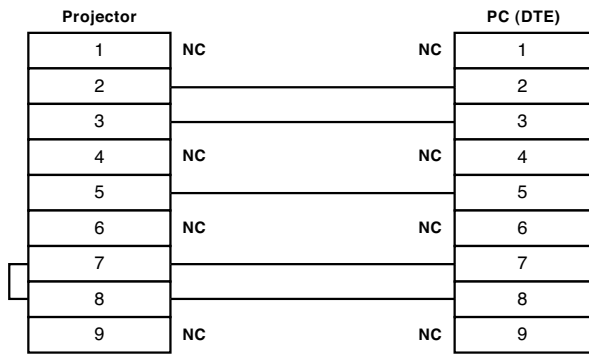 Projector PC (DTE)
1 NC NC 1
2 2
3 3
4 NC NC 4
5 5
6 NC NC 6
7 7
8 8
9 NC NC 9